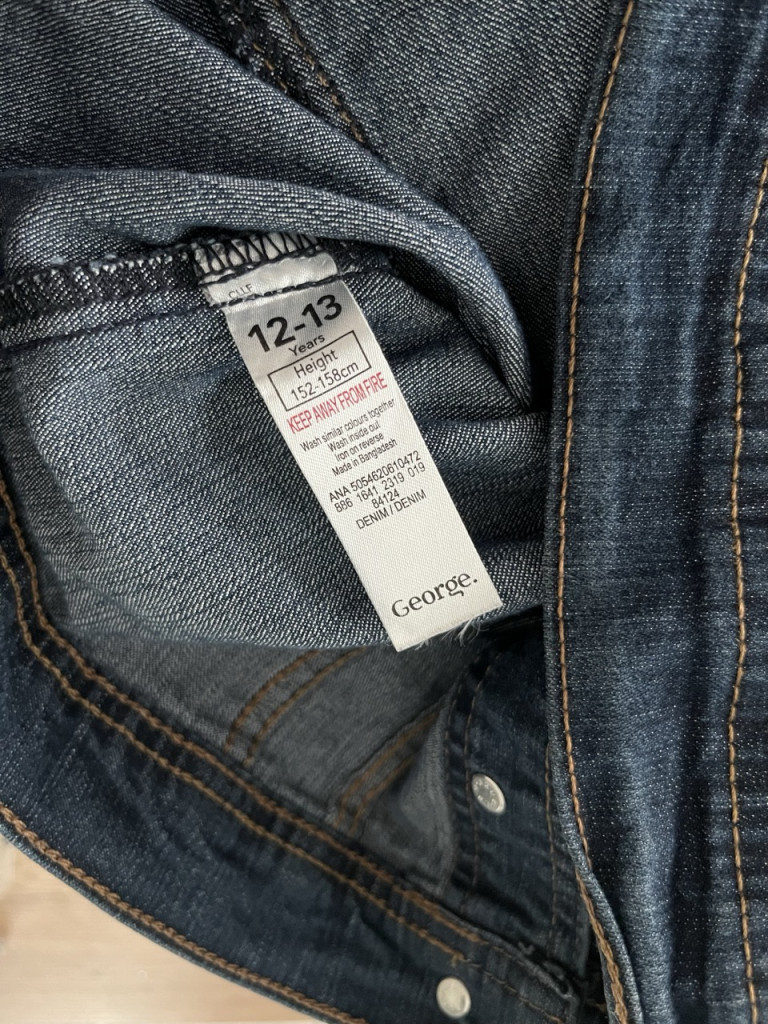 12-13
Years
Height
152-158cm
KEEP AWAY FROM FIRE
Wash similar colours together
Wash inside out
Iron on reverse
Made in Bangladesh
ANA 5054620610472
886 1641 2319 019
84124
DENIM / DENIM
George.